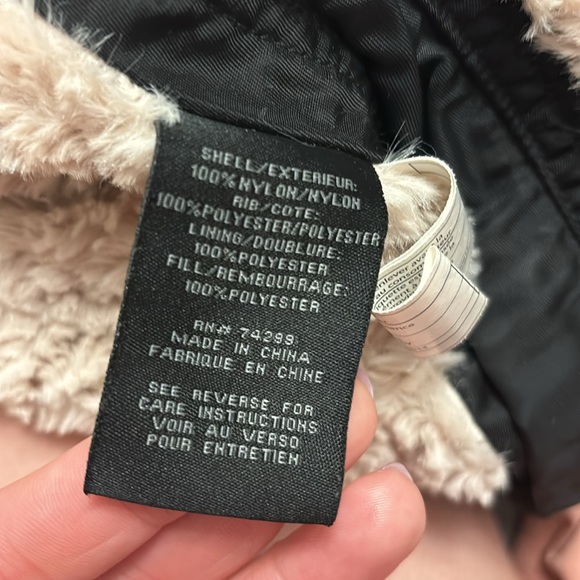 SHELL/EXTERIEUR:
100%NYLON/NYLON
RIB/COTE:
100%POLYESTER/POLYESTER
LINING/DOUBLURE:
100%POLYESTER
FILL/REMBOURRAGE:
100%POLYESTER
RN# 74299
MADE IN CHINA
FABRIQUE EN CHINE
SEE REVERSE FOR
CARE INSTRUCTIONS
VOIR AU VERSO
POUR ENTRETIEN